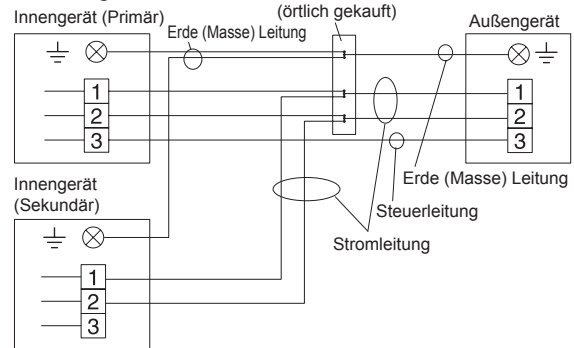 (örtlich gekauft)
Innengerät (Primär)
Erde (Masse) Leitung
Außengerät
1
2
3
1
2
3
Erde (Masse) Leitung
Innengerät
(Sekundär)
Steuerleitung
Stromleitung
1
2
3